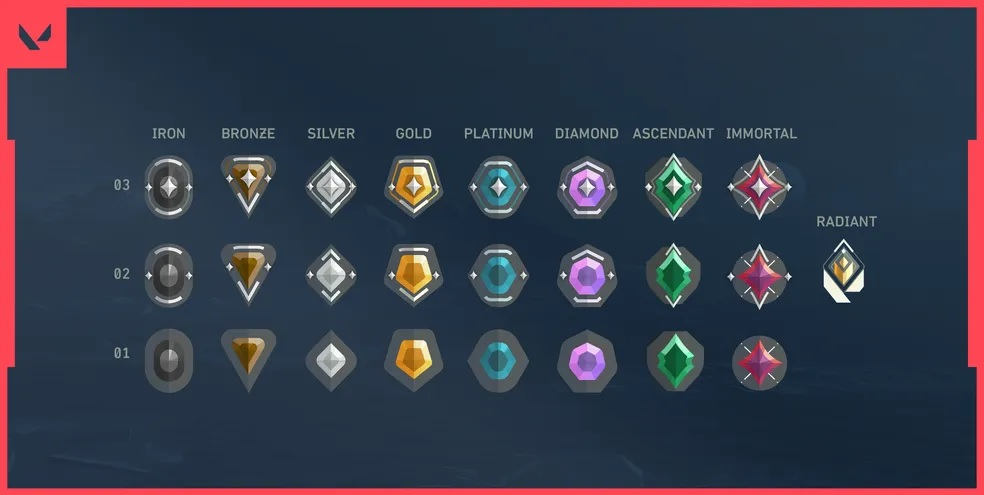 IRON BRONZE SILVER GOLD PLATINUM DIAMOND ASCENDANT IMMORTAL
03
RADIANT
02
01